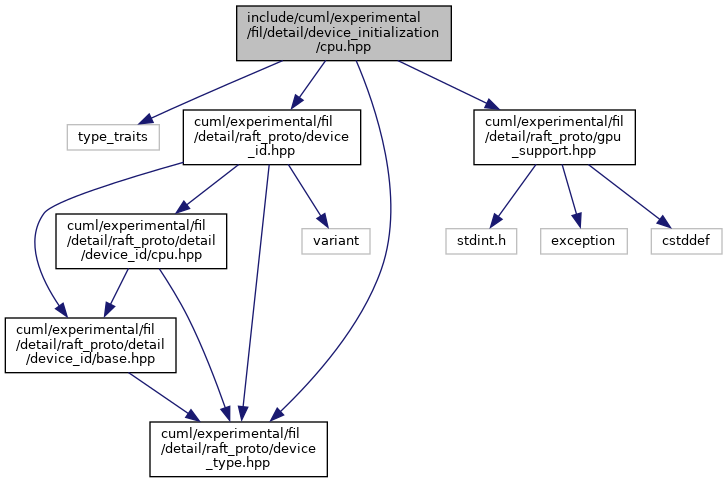 include/cuml/experimental
/fil/detail/device_initialization
/cpu.hpp
type_traits
cuml/experimental/fil
/detail/raft_proto/device
_id.hpp
cuml/experimental/fil
/detail/raft_proto/gpu
_support.hpp
cuml/experimental/fil
/detail/raft_proto/detail
/device_id/cpu.hpp
variant
stdint.h
exception
cstddef
cuml/experimental/fil
/detail/raft_proto/detail
/device_id/base.hpp
cuml/experimental/fil
/detail/raft_proto/device
_type.hpp